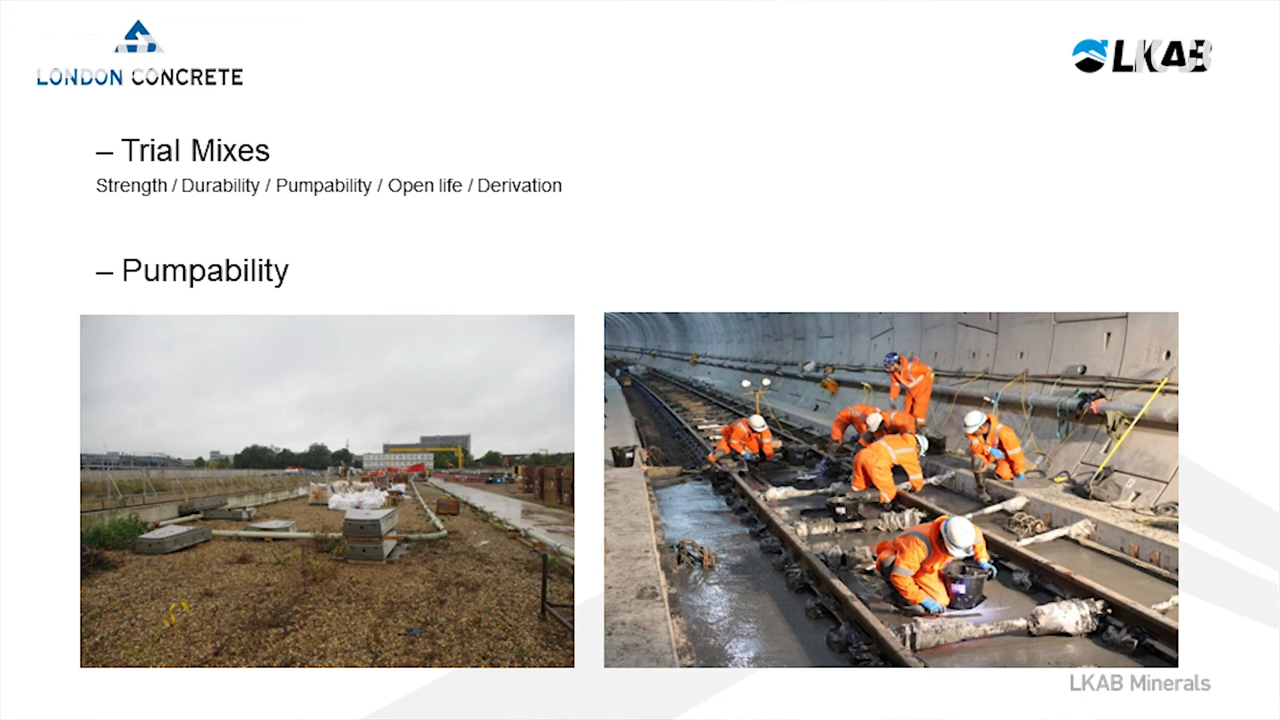 LONDON CONCRETE
LKAB
– Trial Mixes
Strength / Durability / Pumpability / Open life / Derivation
– Pumpability
LKAB Minerals